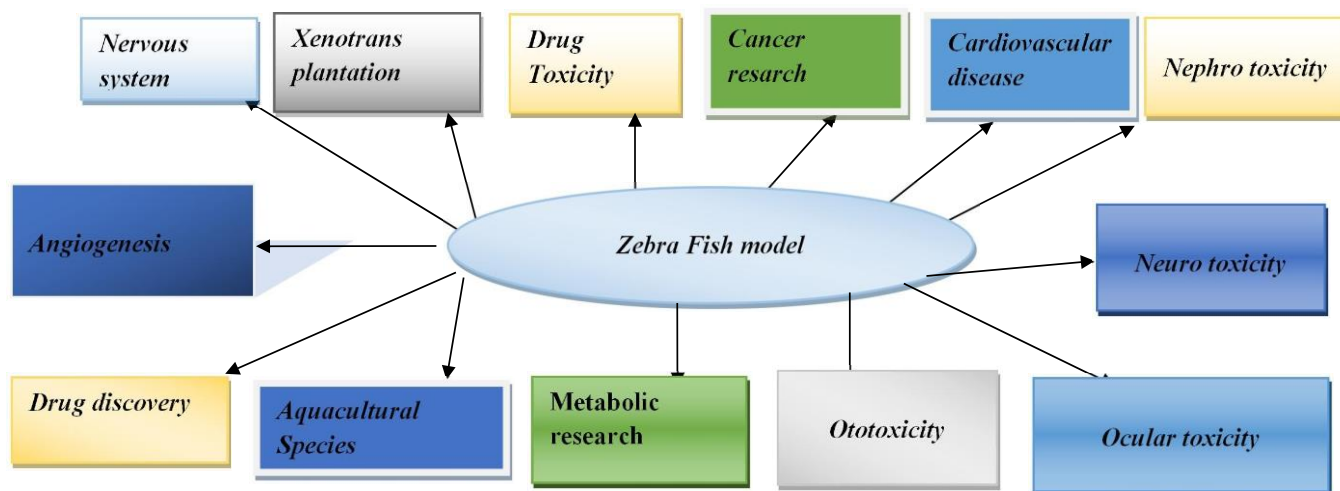 Nervous
system
Xenotrans
plantation
Drug
Toxicity
Cancer
resarch
Cardiovascular
disease
Nephro toxicity
Angiogenesis
Zebra Fish model
Neuro toxicity
Drug discovery
Aquacultural
Species
Metabolic
research
Ototoxicity
Ocular toxicity